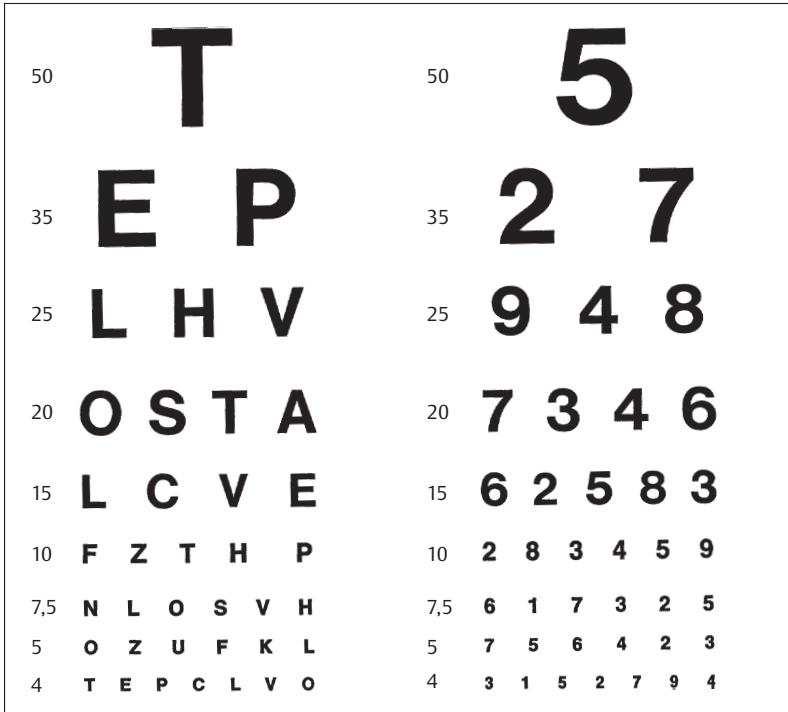 50 T 50 5
35 E P 35 2 7
25 L H V 25 9 4 8
20 O S T A 20 7 3 4 6
15 L C V E 15 6 2 5 8 3
10 F Z T H P 10 2 8 3 4 5 9
7,5 N L O S V H 7,5 6 1 7 3 2 5
5 O Z U F K L 5 7 5 6 4 2 3
4 T E P C L V O 4 3 1 5 2 7 9 4